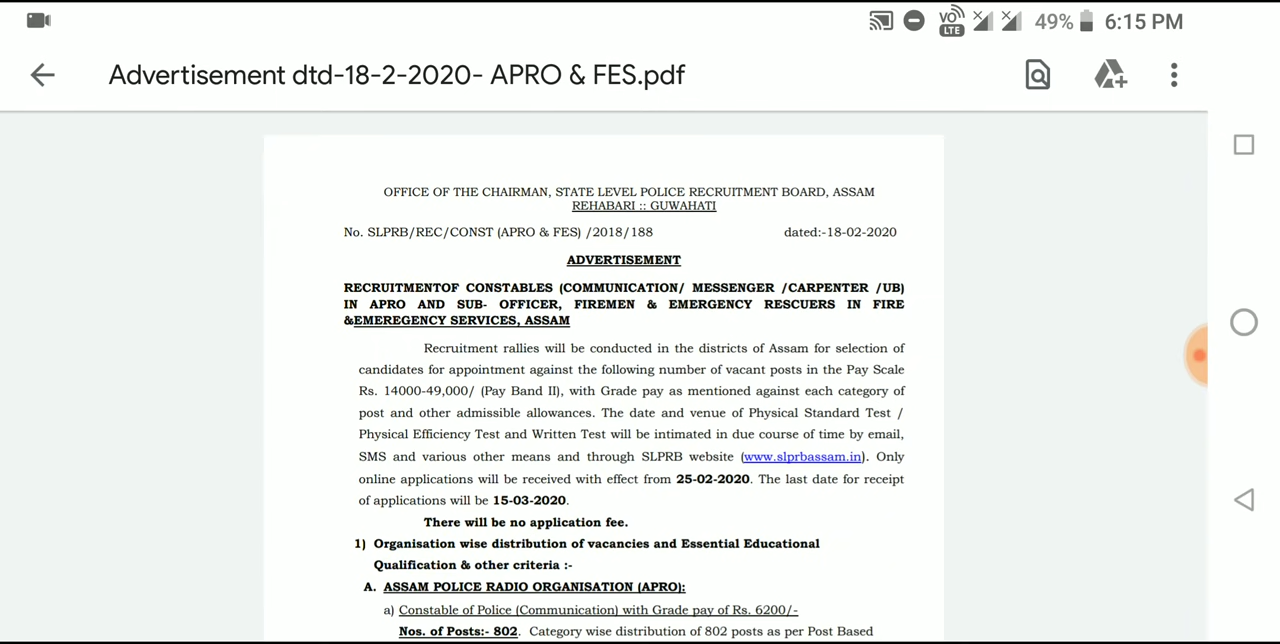 VO LTE 49% 6:15 PM
Advertisement dtd-18-2-2020- APRO & FES.pdf
OFFICE OF THE CHAIRMAN, STATE LEVEL POLICE RECRUITMENT BOARD, ASSAM
REHABARI :: GUWAHATI
No. SLPRB/REC/CONST (APRO & FES) /2018/188 dated:-18-02-2020
ADVERTISEMENT
RECRUITMENTOF CONSTABLES (COMMUNICATION/ MESSENGER /CARPENTER /UB)
IN APRO AND SUB- OFFICER, FIREMEN & EMERGENCY RESCUERS IN FIRE
&EMEREGENCY SERVICES, ASSAM
Recruitment rallies will be conducted in the districts of Assam for selection of
candidates for appointment against the following number of vacant posts in the Pay Scale
Rs. 14000-49,000/ (Pay Band II), with Grade pay as mentioned against each category of
post and other admissible allowances. The date and venue of Physical Standard Test /
Physical Efficiency Test and Written Test will be intimated in due course of time by email,
SMS and various other means and through SLPRB website (www.slprbassam.in). Only
online applications will be received with effect from 25-02-2020. The last date for receipt
of applications will be 15-03-2020.
There will be no application fee.
1) Organisation wise distribution of vacancies and Essential Educational
Qualification & other criteria :-
A. ASSAM POLICE RADIO ORGANISATION (APRO):
a) Constable of Police (Communication) with Grade pay of Rs. 6200/-
Nos. of Posts:- 802. Category wise distribution of 802 posts as per Post Based